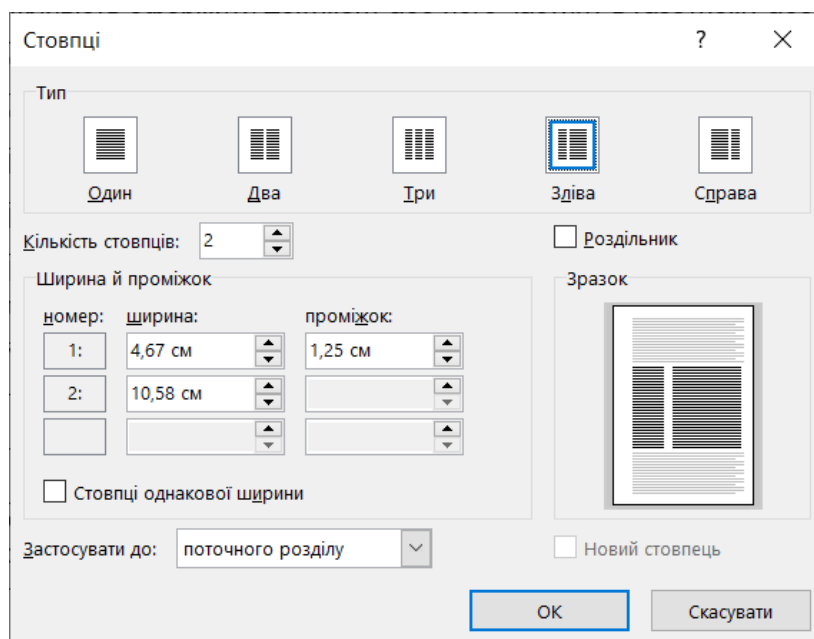 Стовпці
?
Тип
Один Два Три Зліва Справа
Кількість стовпців: 2 Роздільник
Ширина й проміжок Зразок
номер: ширина: проміжок:
1: 4,67 см 1,25 см
2: 10,58 см
Стовпці однакової ширини
Застосувати до: поточного розділу Новий стовпець
ОК Скасувати